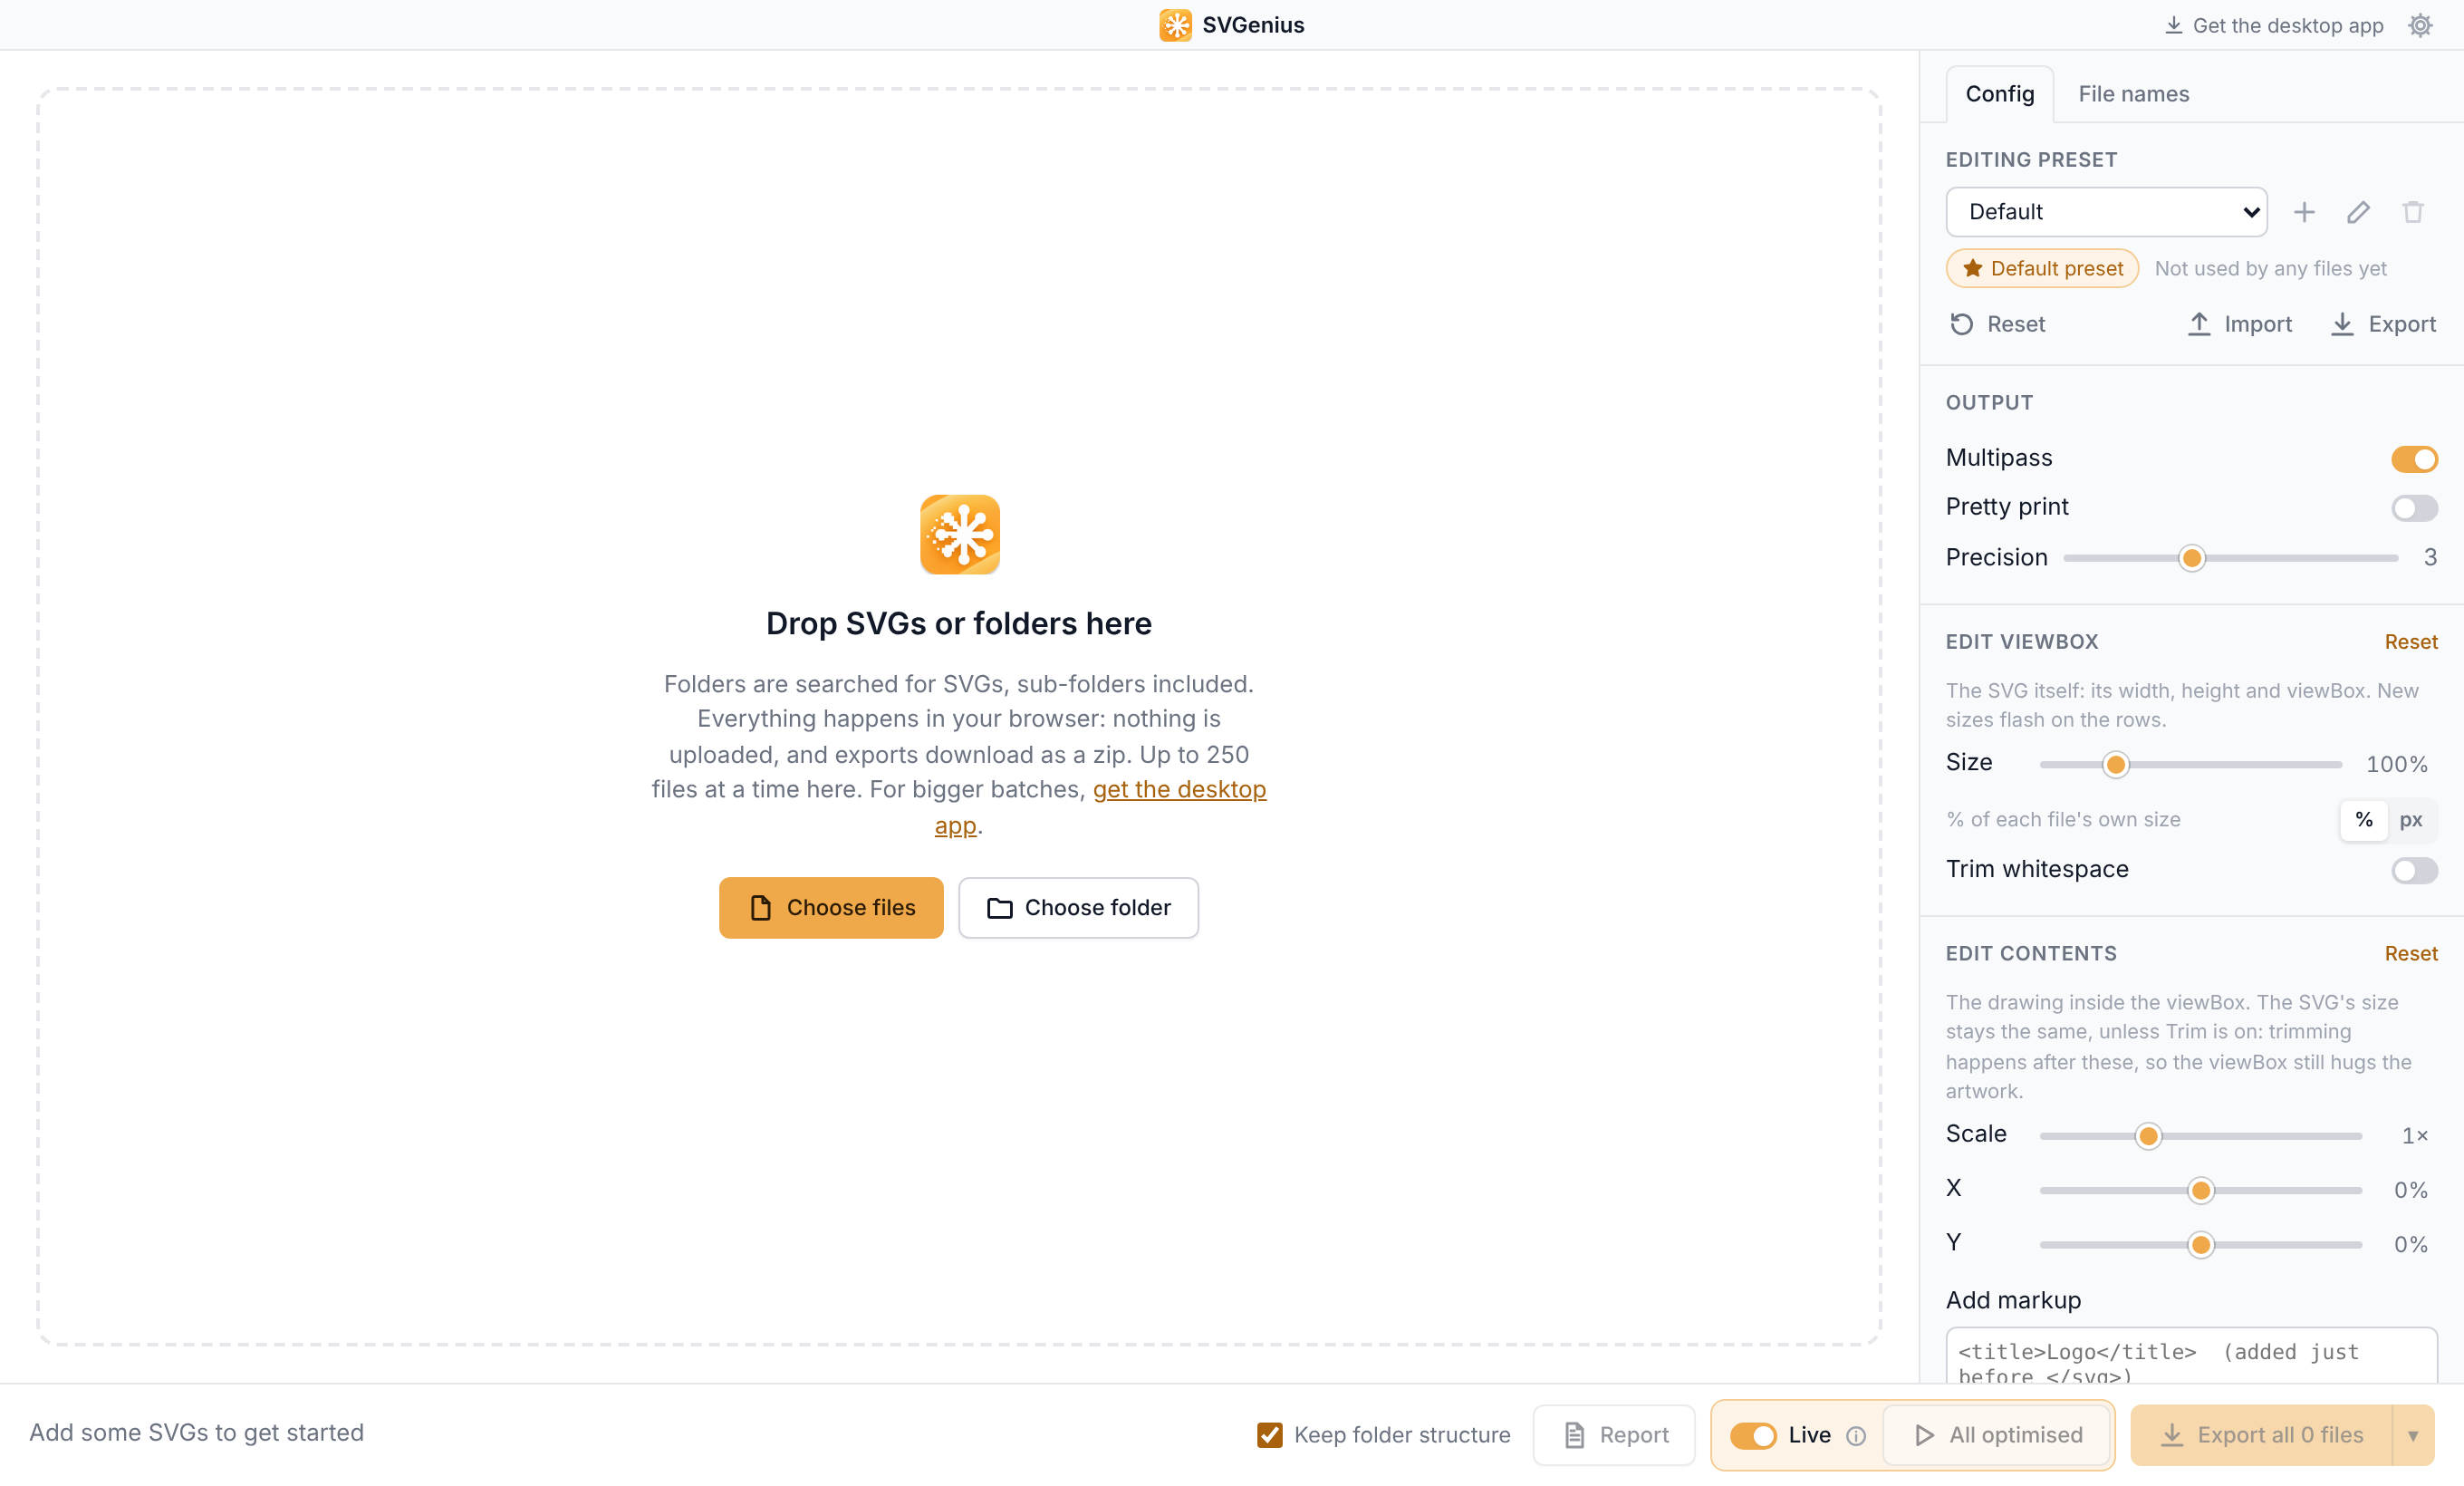 SVGenius
Get the desktop app
Config
File names
EDITING PRESET
Default
Default preset
Not used by any files yet
Reset
Import
Export
OUTPUT
Multipass
Pretty print
Precision
3
EDIT VIEWBOX
Reset
The SVG itself: its width, height and viewBox. New
sizes flash on the rows.
Size
100%
% of each file's own size
%
px
Trim whitespace
EDIT CONTENTS
Reset
The drawing inside the viewBox. The SVG's size
stays the same, unless Trim is on: trimming
happens after these, so the viewBox still hugs the
artwork.
Scale
1×
X
0%
Y
0%
Add markup
<title>Logo</title> (added just
before </svg>)
Drop SVGs or folders here
Folders are searched for SVGs, sub-folders included.
Everything happens in your browser: nothing is
uploaded, and exports download as a zip. Up to 250
files at a time here. For bigger batches, get the desktop
app.
Choose files
Choose folder
Add some SVGs to get started
Keep folder structure
Report
Live
All optimised
Export all 0 files